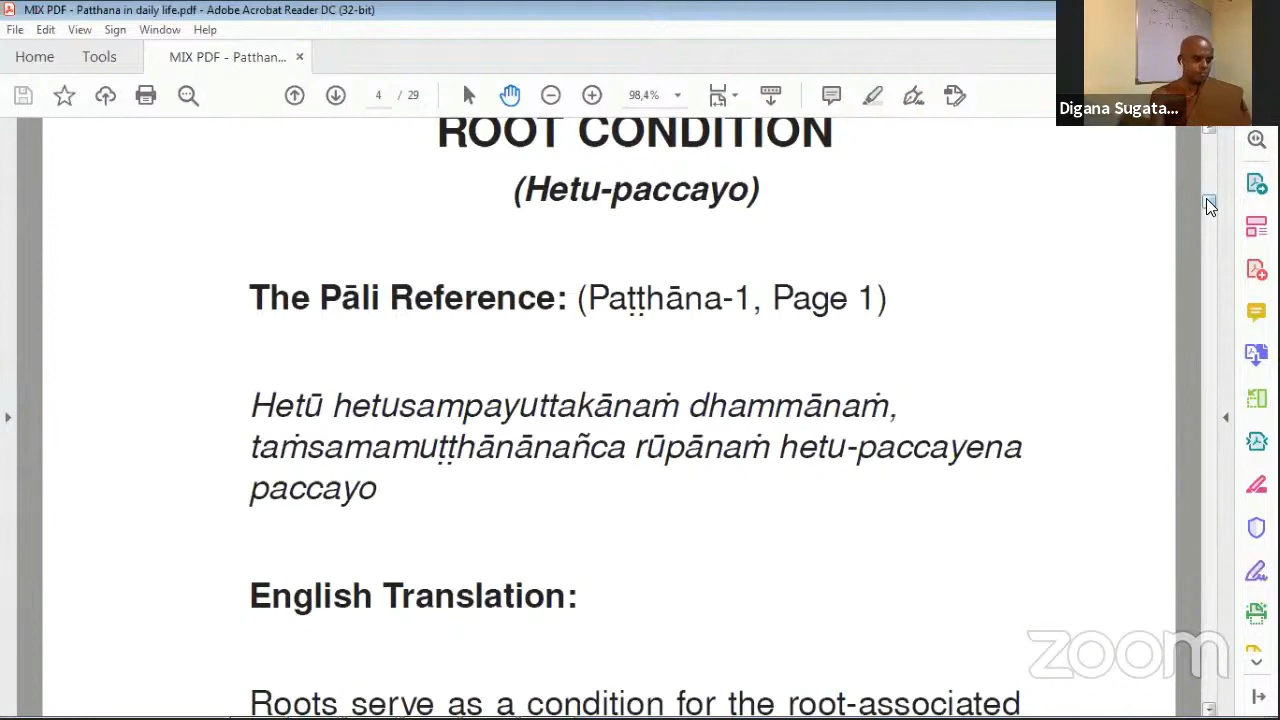 MIX PDF - Patthana in daily life.pdf - Adobe Acrobat Reader DC (32-bit)
File Edit View Sign Window Help
Home Tools MIX PDF - Patthan... ×
4 / 29 98,4%
Digana Sugata...
ROOT CONDITION
(Hetu-paccayo)
The Pāli Reference: (Paṭṭhāna-1, Page 1)
Hetū hetusampayuttakānaṁ dhammānaṁ,
taṁsamamuṭṭhānānañca rūpānaṁ hetu-paccayena
paccayo
English Translation:
Roots serve as a condition for the root-associated
zoom